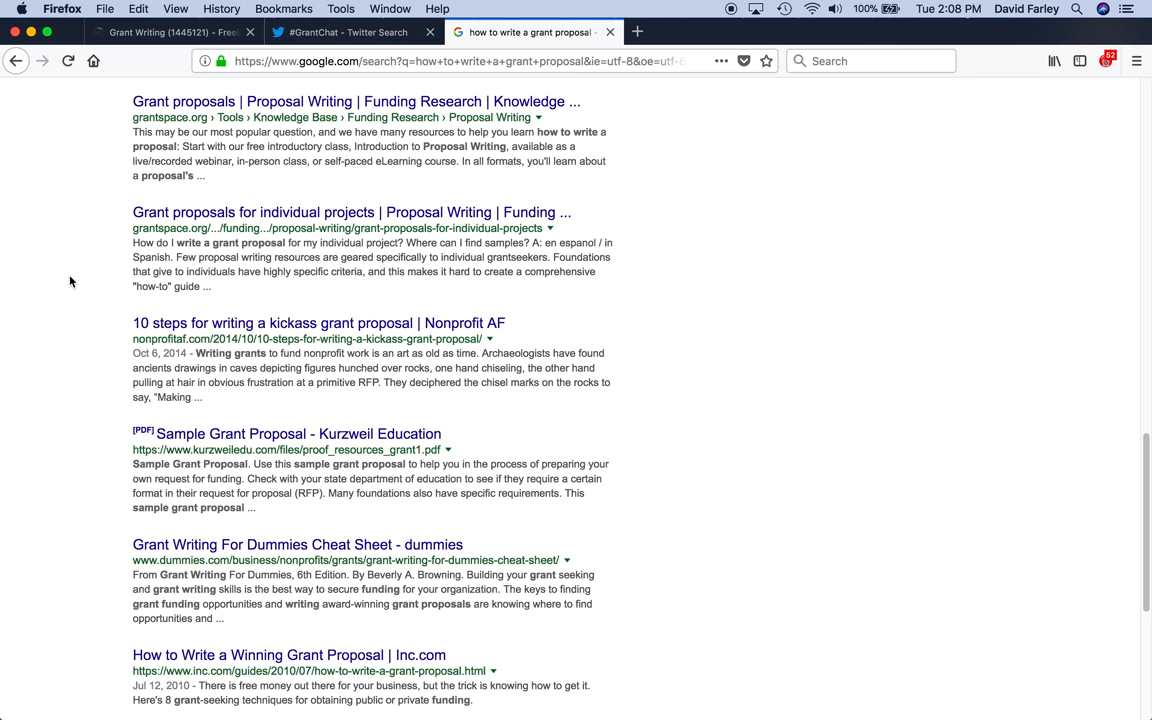 Firefox File Edit View History Bookmarks Tools Window Help 100% Tue 2:08 PM David Farley
Grant Writing (1445121) - Free
#GrantChat - Twitter Search
how to write a grant proposal -
https://www.google.com/search?q=how+to+write+a+grant+proposal&ie=utf-8&oe=utf-8
Search
52
Grant proposals | Proposal Writing | Funding Research | Knowledge ...
grantspace.org › Tools › Knowledge Base › Funding Research › Proposal Writing
This may be our most popular question, and we have many resources to help you learn how to write a
proposal: Start with our free introductory class, Introduction to Proposal Writing, available as a
live/recorded webinar, in-person class, or self-paced eLearning course. In all formats, you'll learn about
a proposal's ...
Grant proposals for individual projects | Proposal Writing | Funding ...
grantspace.org/.../funding.../proposal-writing/grant-proposals-for-individual-projects
How do I write a grant proposal for my individual project? Where can I find samples? A: en espanol / in
Spanish. Few proposal writing resources are geared specifically to individual grantseekers. Foundations
that give to individuals have highly specific criteria, and this makes it hard to create a comprehensive
"how-to" guide ...
10 steps for writing a kickass grant proposal | Nonprofit AF
nonprofitaf.com/2014/10/10-steps-for-writing-a-kickass-grant-proposal/
Oct 6, 2014 - Writing grants to fund nonprofit work is an art as old as time. Archaeologists have found
ancients drawings in caves depicting figures hunched over rocks, one hand chiseling, the other hand
pulling at hair in obvious frustration at a primitive RFP. They deciphered the chisel marks on the rocks to
say, "Making ...
[PDF] Sample Grant Proposal - Kurzweil Education
https://www.kurzweiledu.com/files/proof_resources_grant1.pdf
Sample Grant Proposal. Use this sample grant proposal to help you in the process of preparing your
own request for funding. Check with your state department of education to see if they require a certain
format in their request for proposal (RFP). Many foundations also have specific requirements. This
sample grant proposal ...
Grant Writing For Dummies Cheat Sheet - dummies
www.dummies.com/business/nonprofits/grants/grant-writing-for-dummies-cheat-sheet/
From Grant Writing For Dummies, 6th Edition. By Beverly A. Browning. Building your grant seeking
and grant writing skills is the best way to secure funding for your organization. The keys to finding
grant funding opportunities and writing award-winning grant proposals are knowing where to find
opportunities and ...
How to Write a Winning Grant Proposal | Inc.com
https://www.inc.com/guides/2010/07/how-to-write-a-grant-proposal.html
Jul 12, 2010 - There is free money out there for your business, but the trick is knowing how to get it.
Here's 8 grant-seeking techniques for obtaining public or private funding.